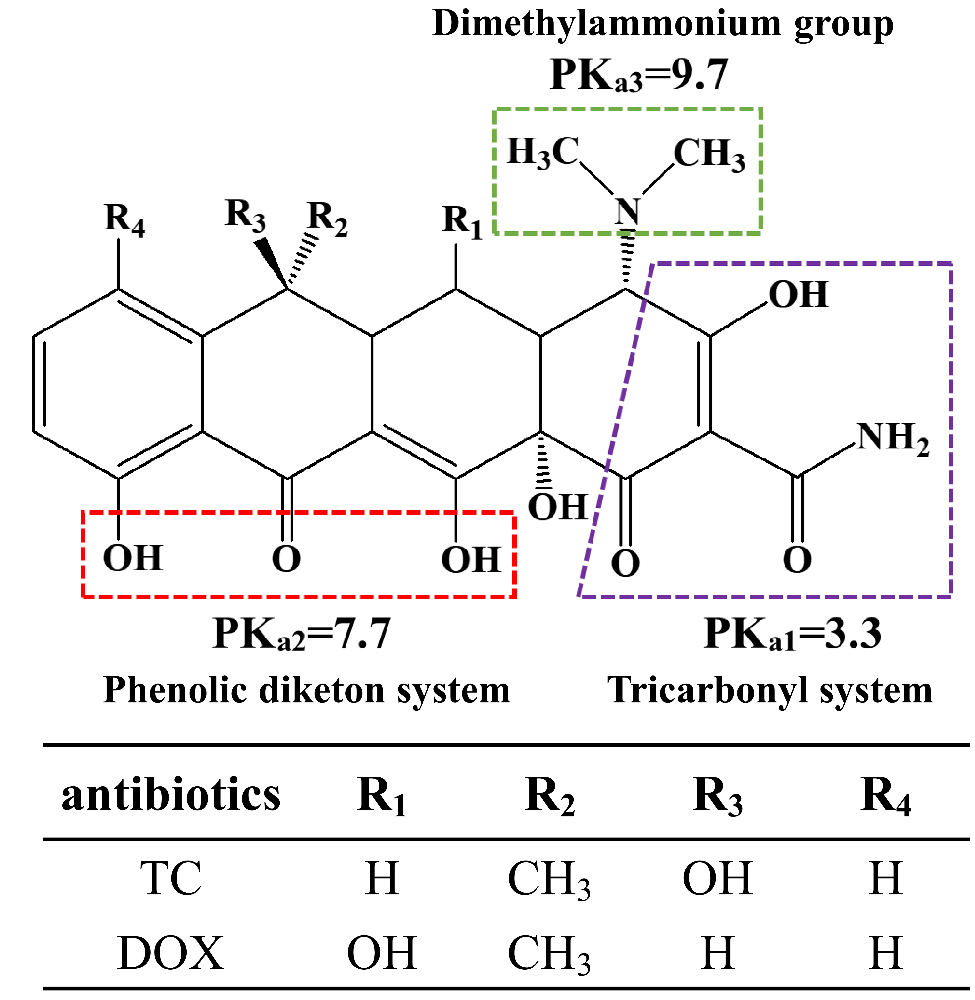 Dimethylammonium group
PKa3=9.7
H3C
CH3
N
R4
R3
R2
R1
OH
NH2
OH
OH
O
OH
O
O
PKa2=7.7
PKa1=3.3
Phenolic diketon system
Tricarbonyl system
antibiotics R1 R2 R3 R4
TC H CH3 OH H
DOX OH CH3 H H